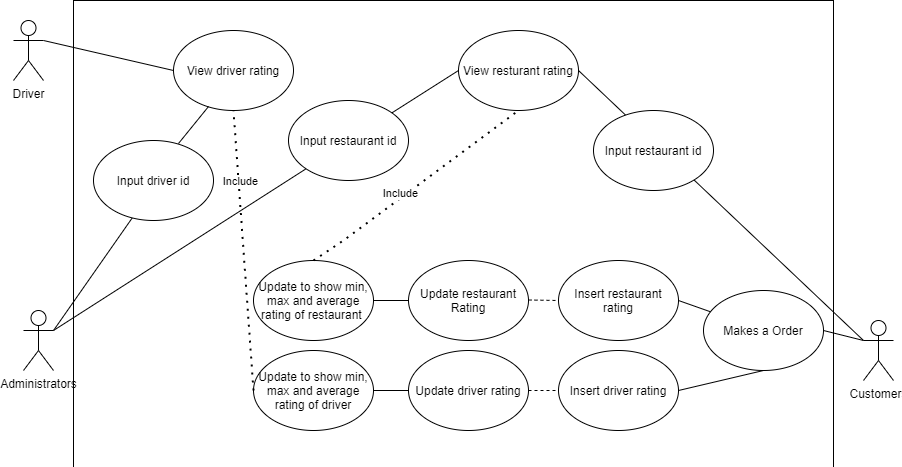 View driver rating
View resturant rating
Driver
Input restaurant id
Input restaurant id
Input driver id
Include
Include
Update to show min,
max and average
rating of restaurant
Update restaurant
Rating
Insert restaurant
rating
Makes a Order
Administrators
Update to show min,
max and average
rating of driver
Update driver rating
Insert driver rating
Customer